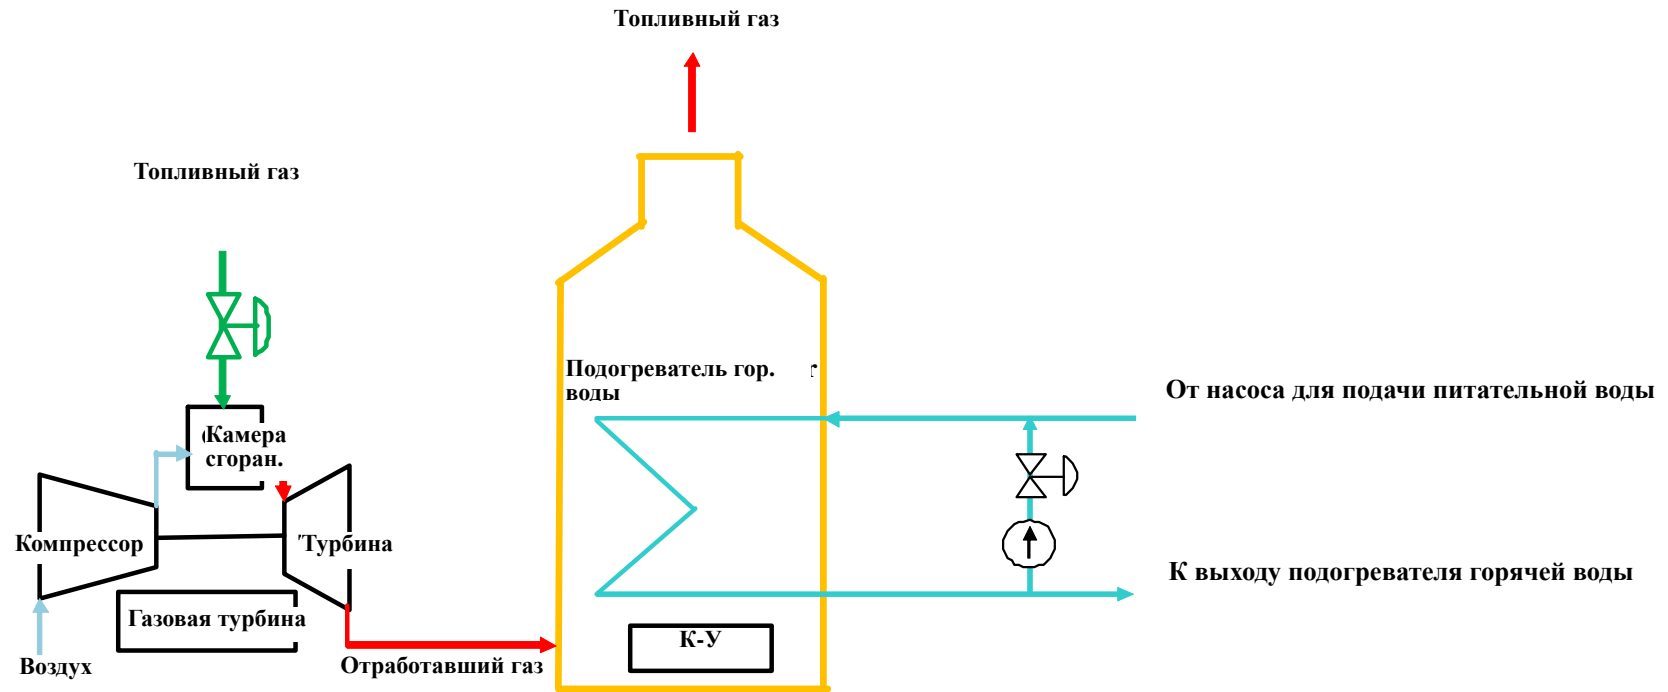 Топливный газ
Топливный газ
Подогреватель гор.
воды
От насоса для подачи питательной воды
Камера
сгоран.
Компрессор
Турбина
К выходу подогревателя горячей воды
Газовая турбина
К-У
Воздух
Отработавший газ